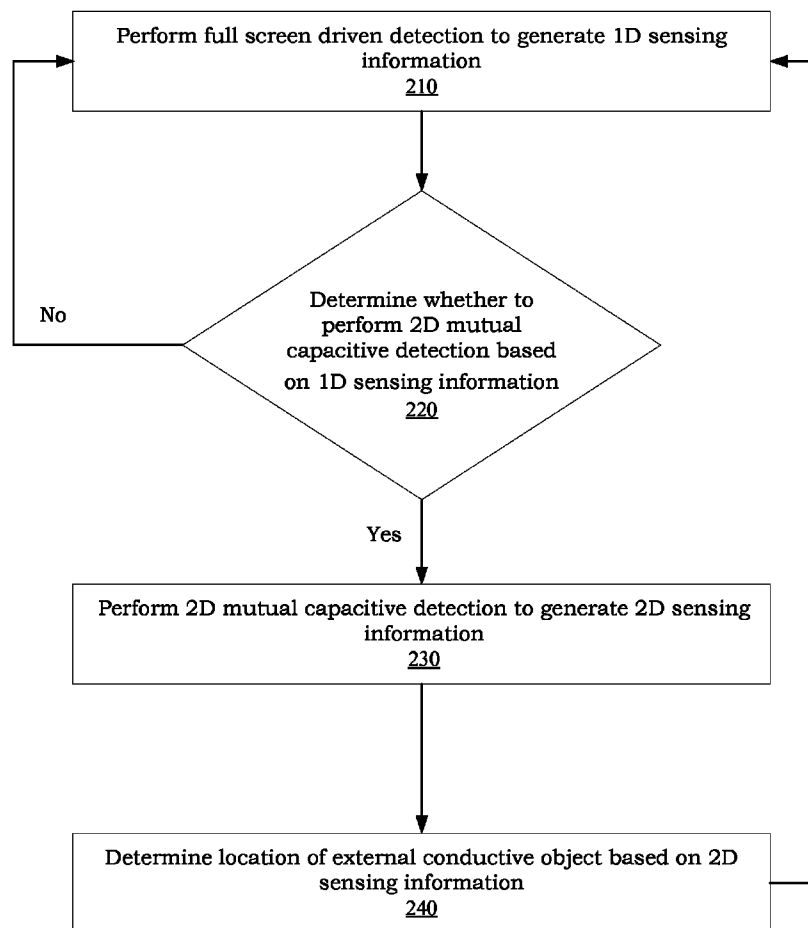 Perform full screen driven detection to generate 1D sensing
information
210
Determine whether to
perform 2D mutual
capacitive detection based
on 1D sensing information
220
No
Yes
Perform 2D mutual capacitive detection to generate 2D sensing
information
230
Determine location of external conductive object based on 2D
sensing information
240